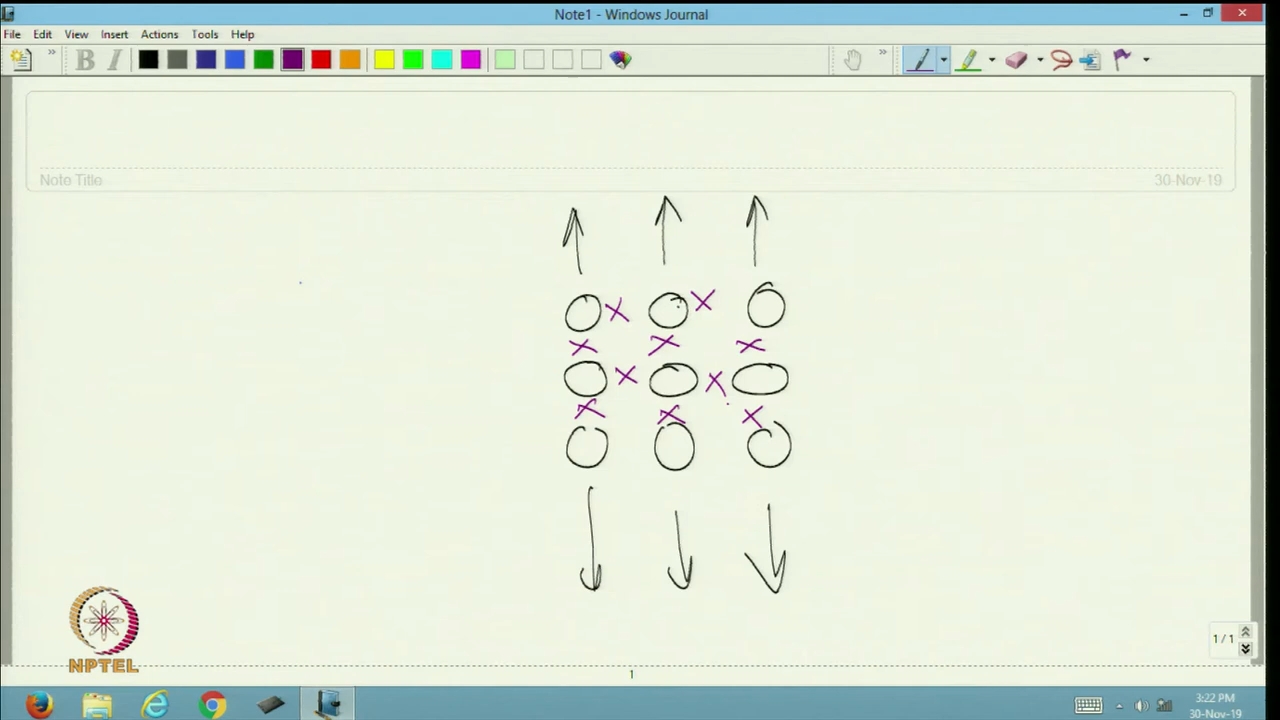 Note1 - Windows Journal
File Edit View Insert Actions Tools Help
B I
Note Title
30-Nov-19
NPTEL
1 / 1
1
3:22 PM
30-Nov-19